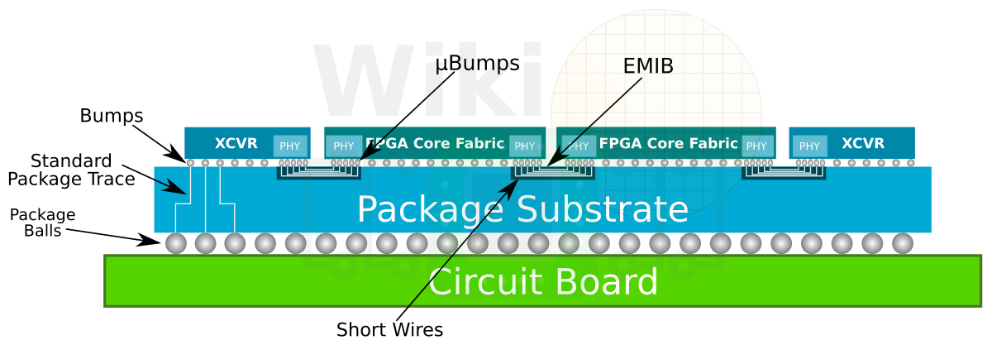 Wiki
µBumps
EMIB
Bumps
XCVR
PHY
PHY
FPGA Core Fabric
PHY
PHY
FPGA Core Fabric
PHY
PHY
XCVR
Standard
Package Trace
Package Substrate
Package
Balls
Circuit Board
Short Wires